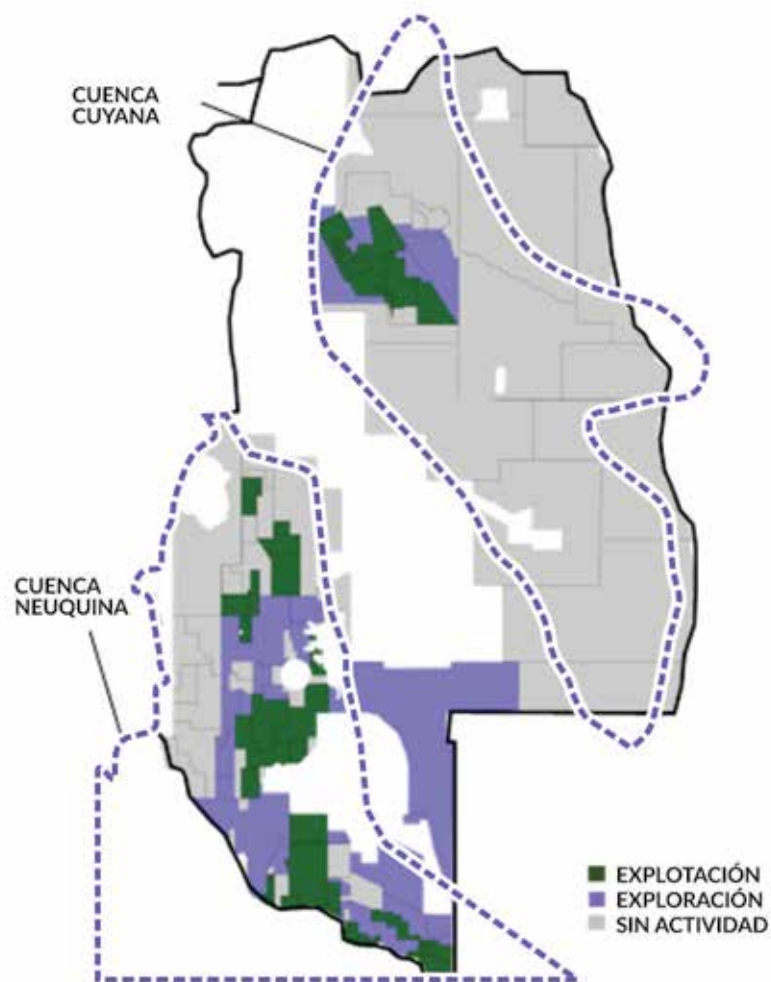 CUENCA
CUYANA
CUENCA
NEUQUINA
EXPLOTACIÓN
EXPLORACIÓN
SIN ACTIVIDAD